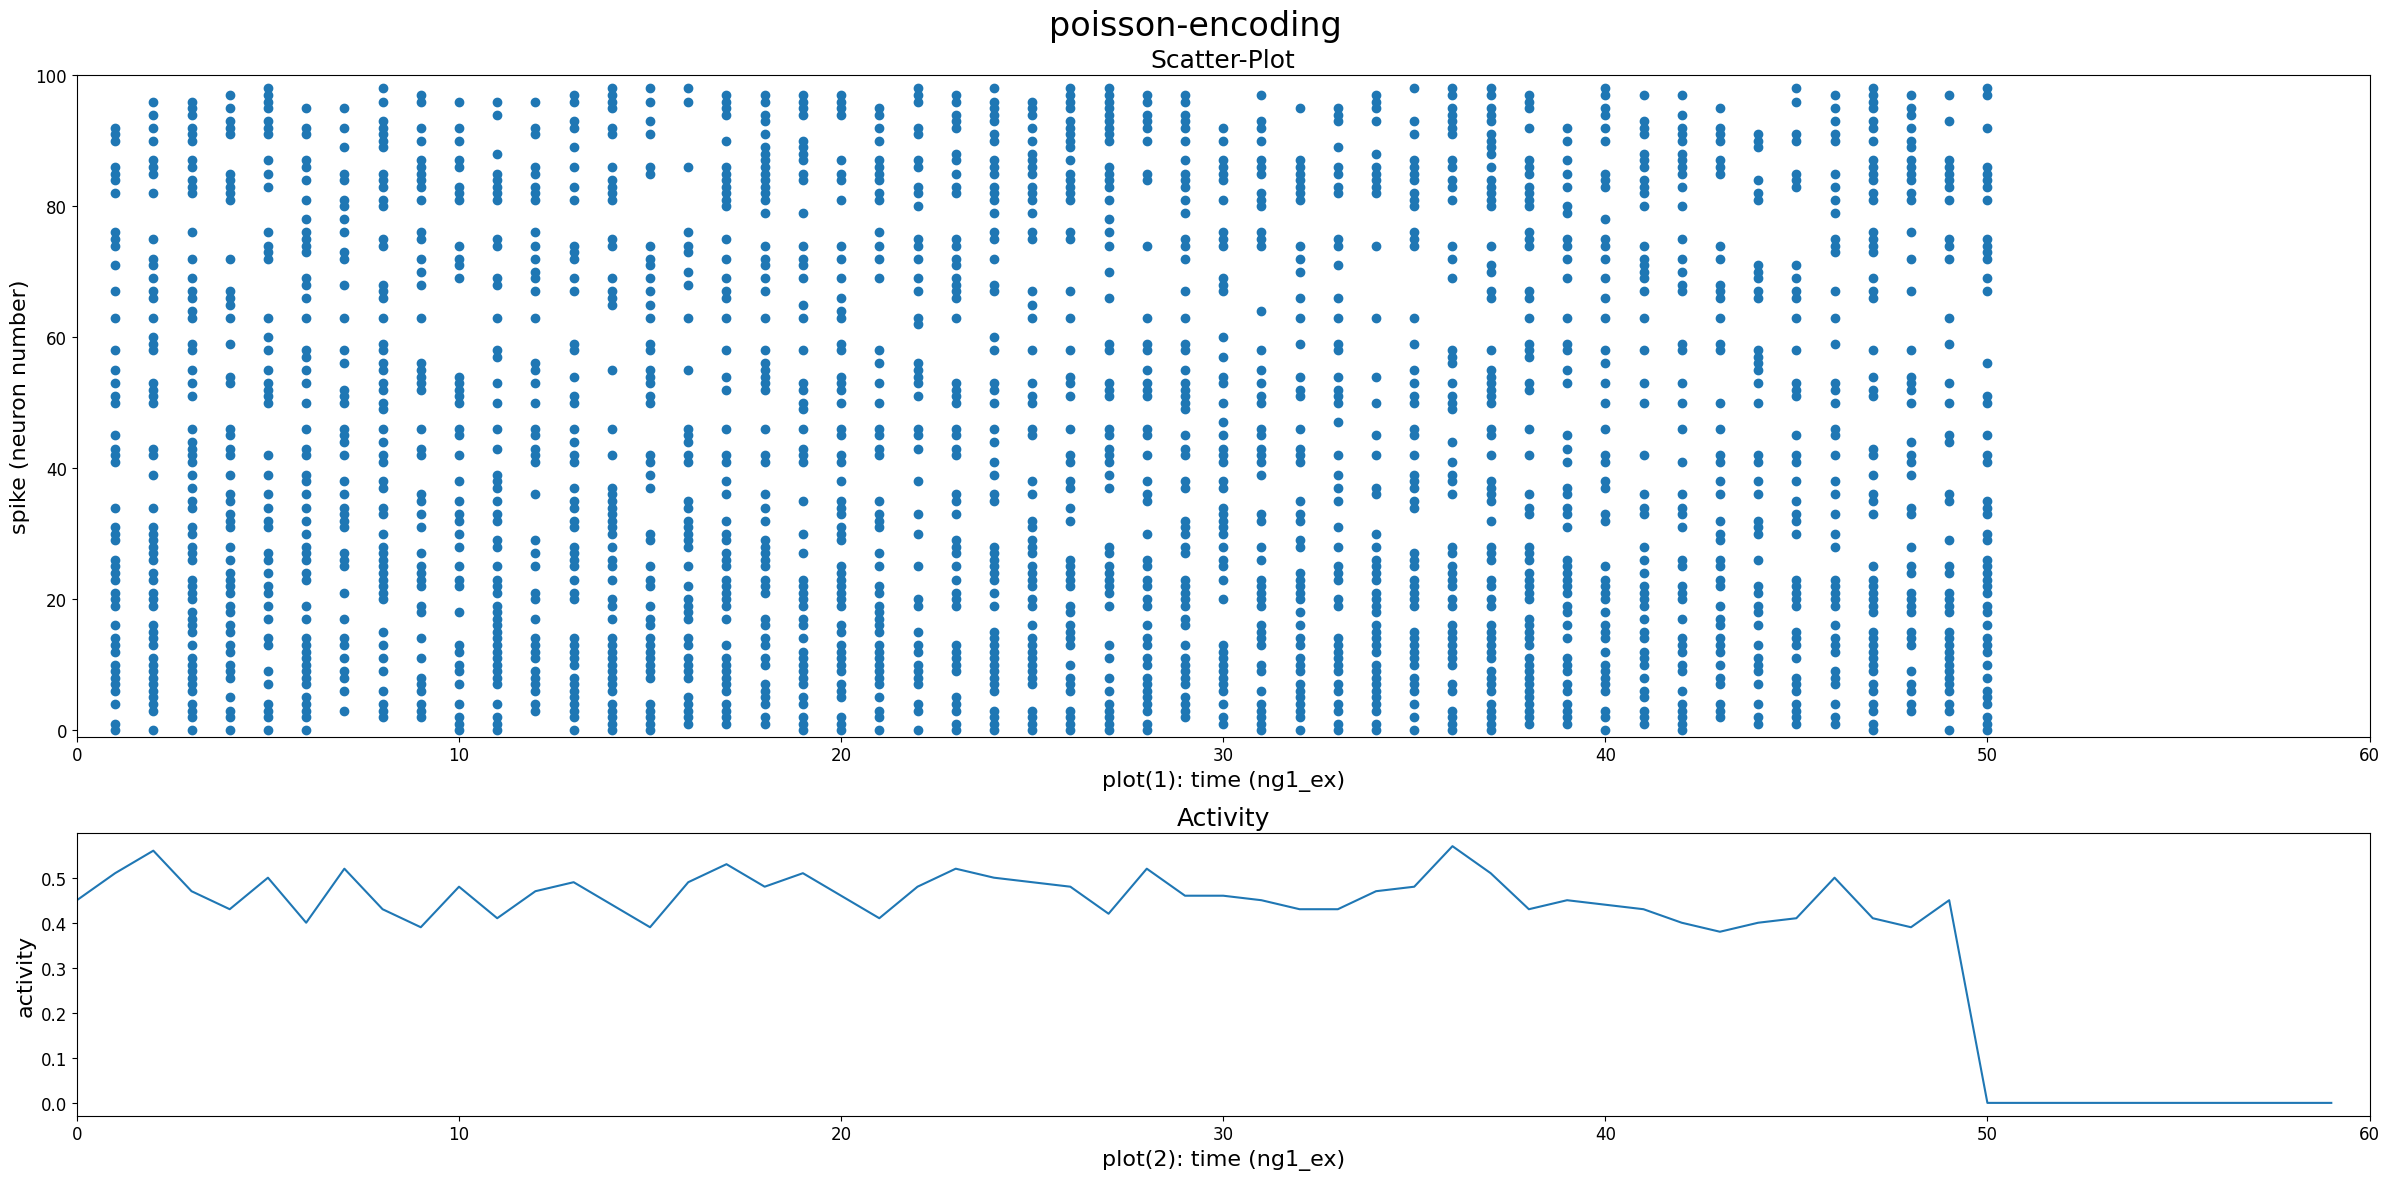 poisson-encoding
Scatter-Plot
100
80
60
40
20
0
spike (neuron number)
0 10 20 30 40 50 60
plot(1): time (ng1_ex)
Activity
0.5
0.4
0.3
0.2
0.1
0.0
activity
0 10 20 30 40 50 60
plot(2): time (ng1_ex)